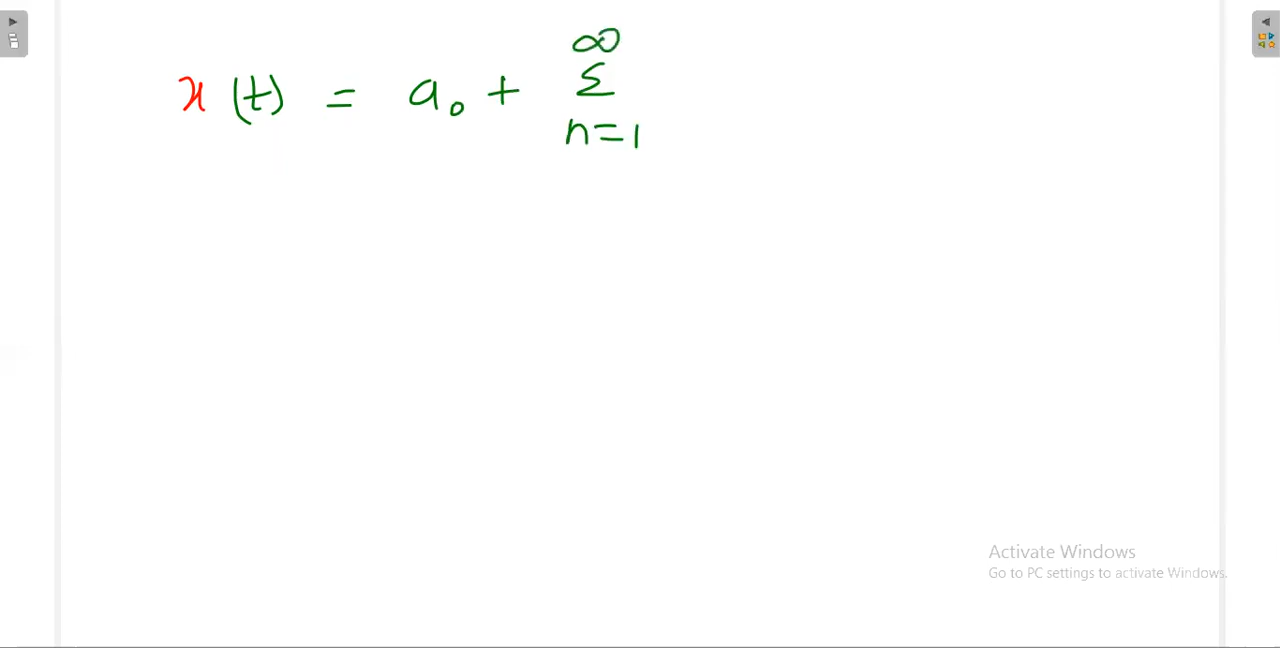 x(t) = a₀ + ∞
Σ
n=1
Activate Windows
Go to PC settings to activate Windows.